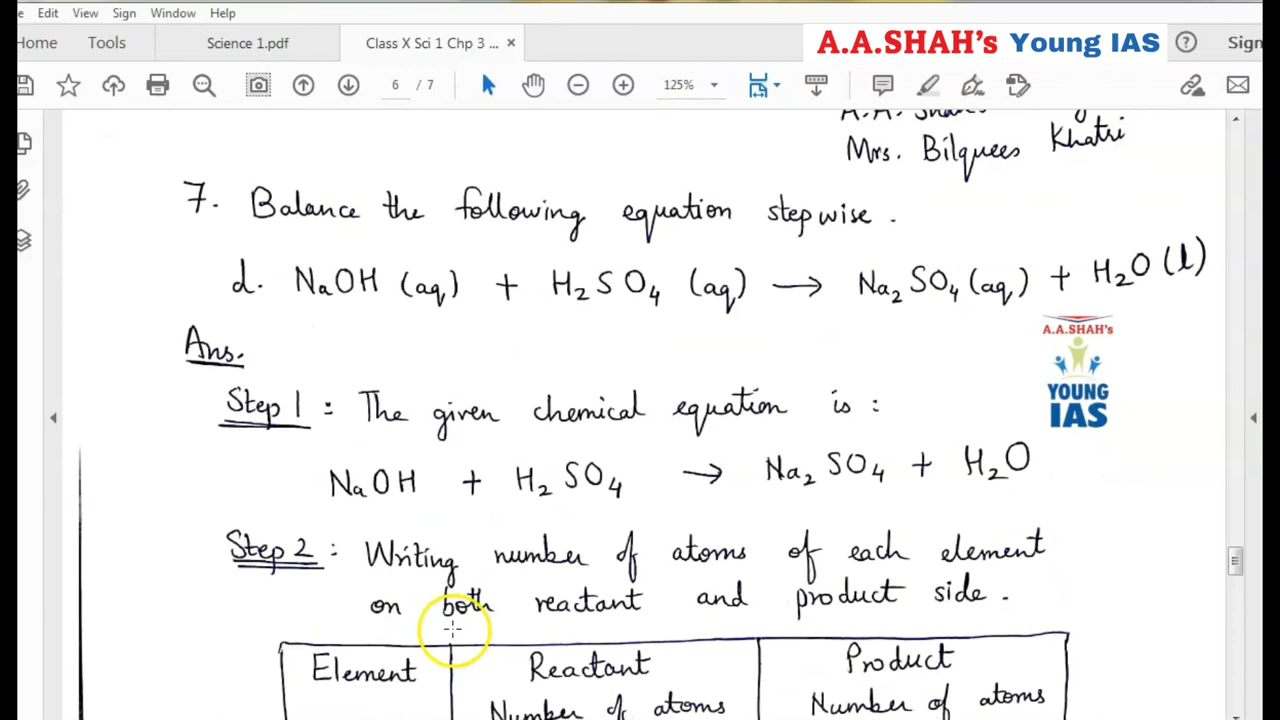 Edit View Sign Window Help
Home Tools Science 1.pdf Class X Sci 1 Chp 3 ... × Sign
A.A.SHAH's Young IAS
6 / 7 125%
Mrs. Bilquees Khatri
7. Balance the following equation stepwise.
d. NaOH (aq) + H₂SO₄ (aq) → Na₂SO₄ (aq) + H₂O (l)
A.A.SHAH's
YOUNG
IAS
Ans.
Step 1 : The given chemical equation is :
NaOH + H₂SO₄ → Na₂SO₄ + H₂O
Step 2 : Writing number of atoms of each element
on both reactant and product side.
Element Reactant Product
Number of atoms Number of atoms